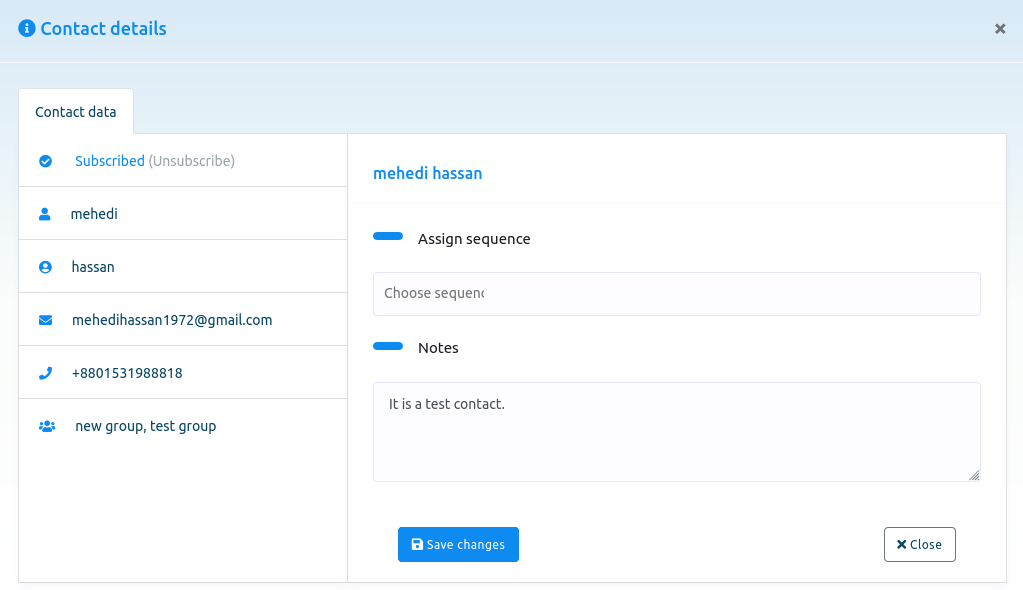 Contact details
Contact data
Subscribed (Unsubscribe)
mehedi
hassan
mehedihassan1972@gmail.com
+8801531988818
new group, test group
mehedi hassan
Assign sequence
Choose sequenc
Notes
It is a test contact.
Save changes
Close